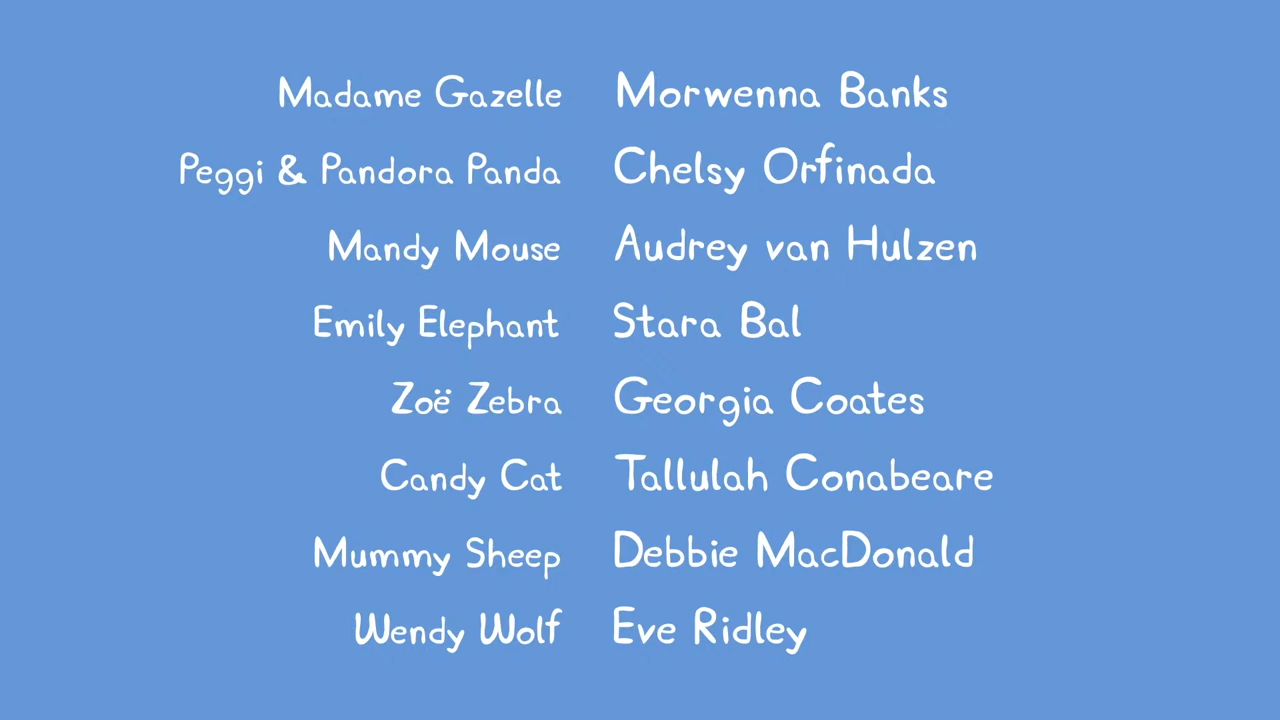 Madame Gazelle Morwenna Banks
Peggi & Pandora Panda Chelsy Orfinada
Mandy Mouse Audrey van Hulzen
Emily Elephant Stara Bal
Zoë Zebra Georgia Coates
Candy Cat Tallulah Conabeare
Mummy Sheep Debbie MacDonald
Wendy Wolf Eve Ridley